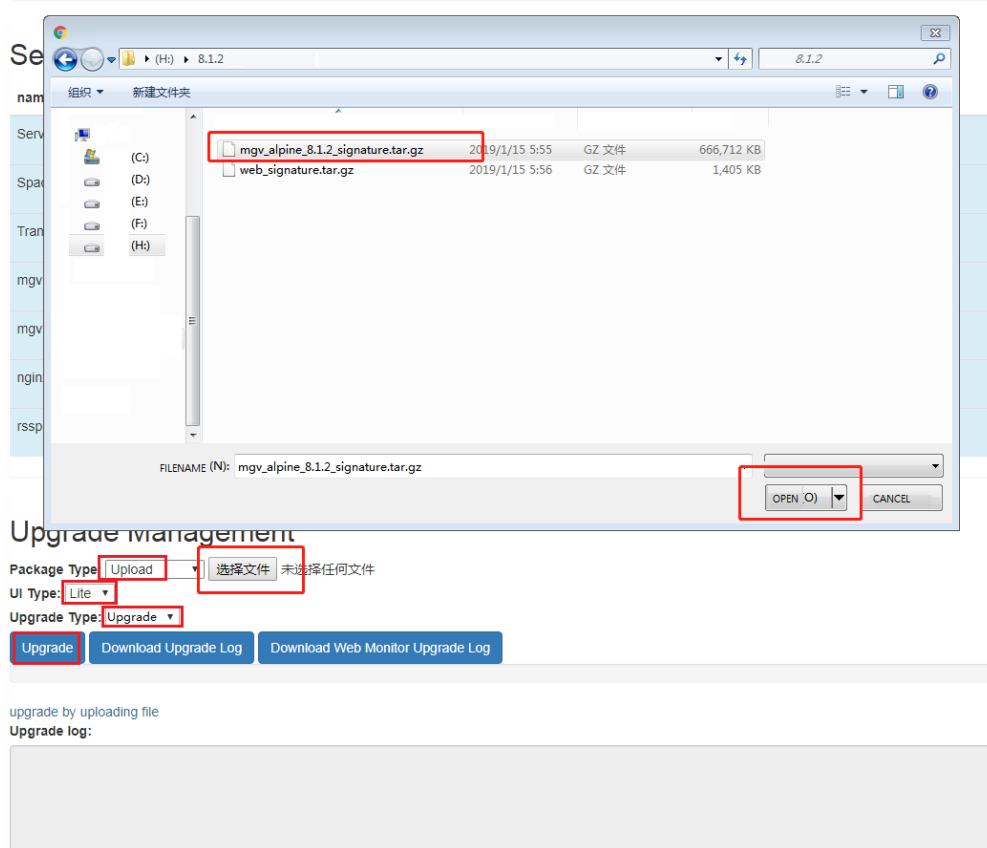 Se
(H:) 8.1.2 8.1.2
组织 新建文件夹
nam
Serv
Spac
Tran
mgv
mgv
nginx
rssp
(C:)
(D:)
(E:)
(F:)
(H:)
mgv_alpine_8.1.2_signature.tar.gz 2019/1/15 5:55 GZ 文件 666,712 KB
web_signature.tar.gz 2019/1/15 5:56 GZ 文件 1,405 KB
FILENAME (N): mgv_alpine_8.1.2_signature.tar.gz
OPEN O) CANCEL
Upgrade Management
Package Type: Upload 选择文件 未选择任何文件
UI Type: Lite
Upgrade Type: Upgrade
Upgrade Download Upgrade Log Download Web Monitor Upgrade Log
upgrade by uploading file
Upgrade log: